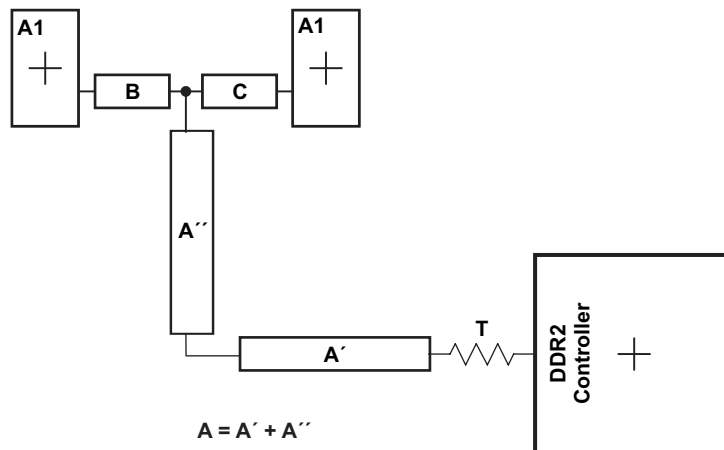 A1
A1
B
C
A´´
T
A´
DDR2
Controller
A = A´ + A´´